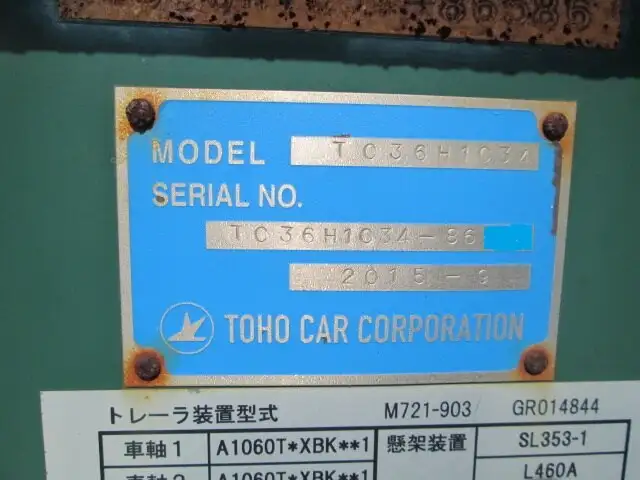 MODEL TC36H1C34
SERIAL NO.
TC36H1C34-86
2015-9
TOHO CAR CORPORATION
トレーラ装置型式 M721-903 GR014844
車軸1 A1060T*XBK**1 懸架装置 SL353-1
A1060T*XBK**1 L460A